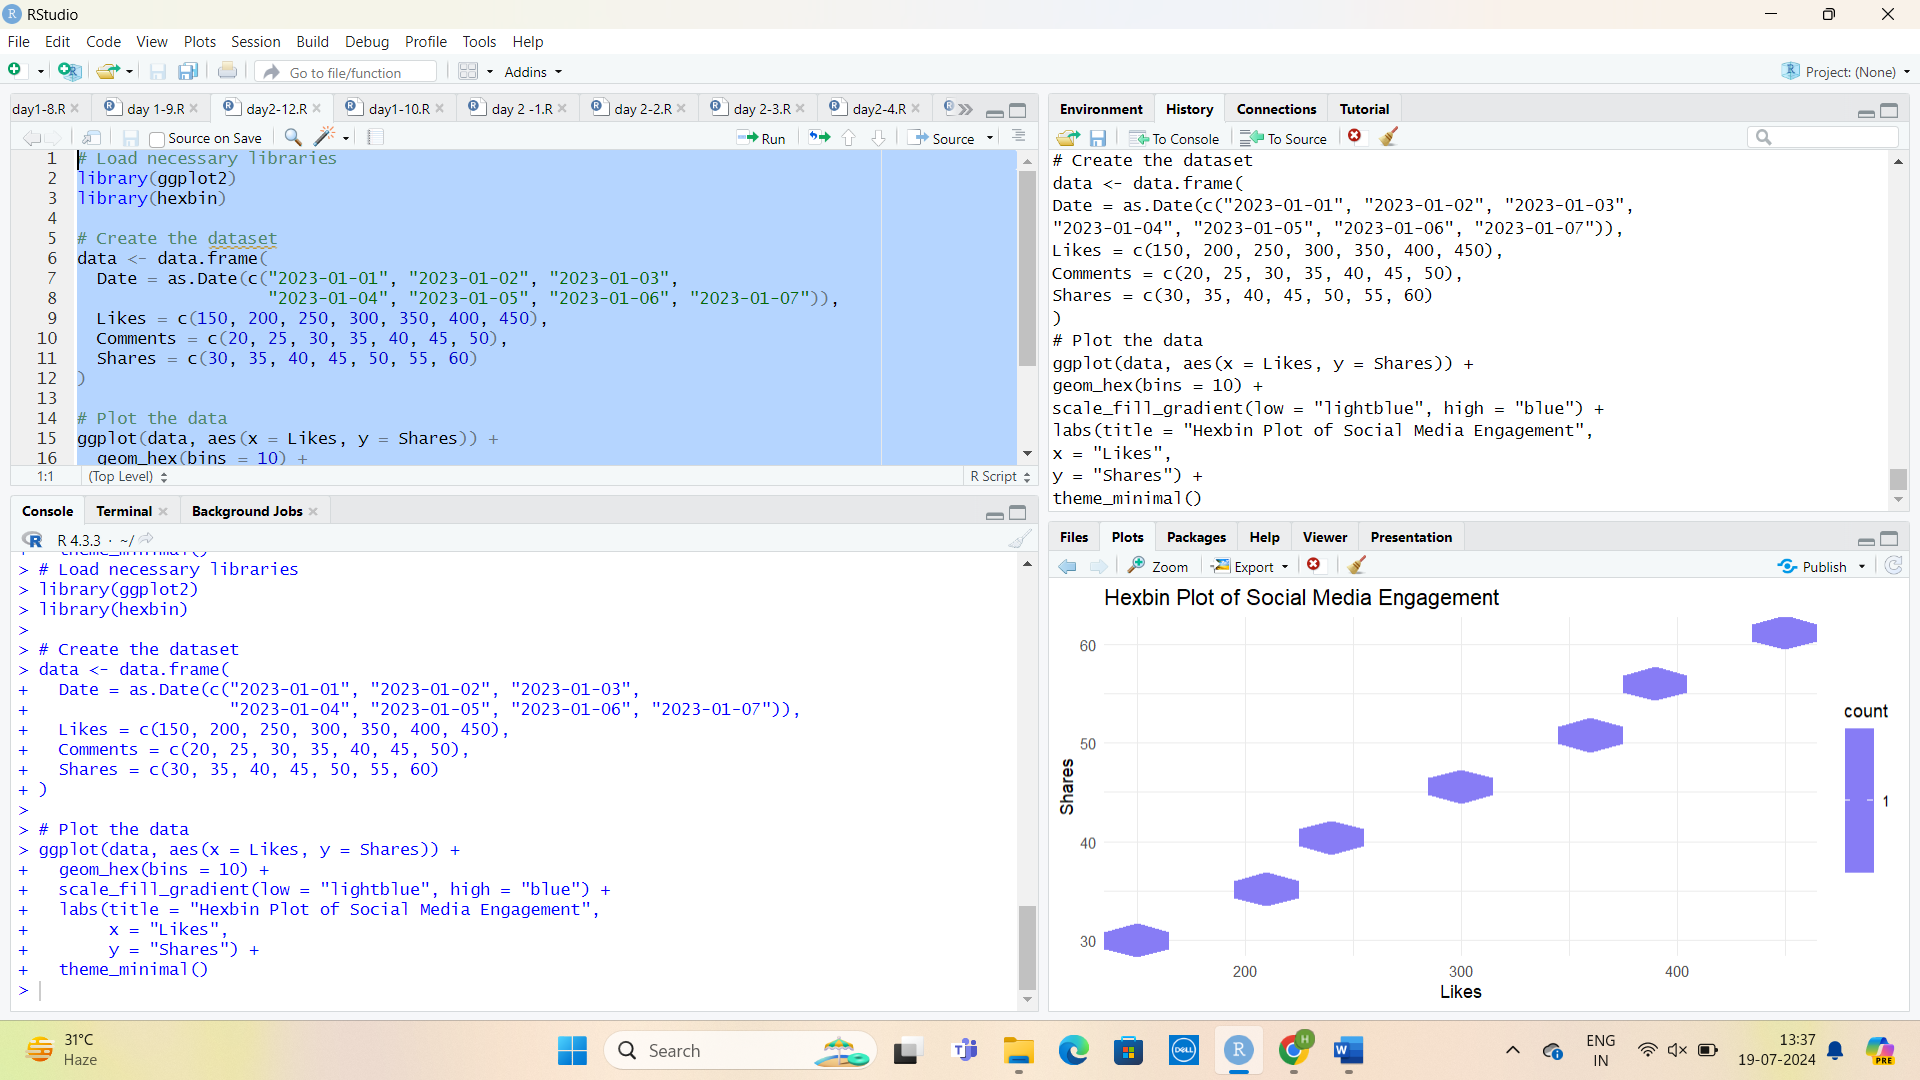 RStudio
File Edit Code View Plots Session Build Debug Profile Tools Help
Go to file/function Addins Project: (None)
day1-8.R day 1-9.R day2-12.R day1-10.R day 2 -1.R day 2-2.R day 2-3.R day2-4.R
Source on Save Run Source
1 # Load necessary libraries
2 library(ggplot2)
3 library(hexbin)
4
5 # Create the dataset
6 data <- data.frame(
7 Date = as.Date(c("2023-01-01", "2023-01-02", "2023-01-03",
8 "2023-01-04", "2023-01-05", "2023-01-06", "2023-01-07")),
9 Likes = c(150, 200, 250, 300, 350, 400, 450),
10 Comments = c(20, 25, 30, 35, 40, 45, 50),
11 Shares = c(30, 35, 40, 45, 50, 55, 60)
12 )
13
14 # Plot the data
15 ggplot(data, aes(x = Likes, y = Shares)) +
16 geom_hex(bins = 10) +
1:1 (Top Level) R Script
Console Terminal Background Jobs
R 4.3.3 · ~/
+ theme_minimal()
> # Load necessary libraries
> library(ggplot2)
> library(hexbin)
>
> # Create the dataset
> data <- data.frame(
+ Date = as.Date(c("2023-01-01", "2023-01-02", "2023-01-03",
+ "2023-01-04", "2023-01-05", "2023-01-06", "2023-01-07")),
+ Likes = c(150, 200, 250, 300, 350, 400, 450),
+ Comments = c(20, 25, 30, 35, 40, 45, 50),
+ Shares = c(30, 35, 40, 45, 50, 55, 60)
+ )
>
> # Plot the data
> ggplot(data, aes(x = Likes, y = Shares)) +
+ geom_hex(bins = 10) +
+ scale_fill_gradient(low = "lightblue", high = "blue") +
+ labs(title = "Hexbin Plot of Social Media Engagement",
+ x = "Likes",
+ y = "Shares") +
+ theme_minimal()
>
Environment History Connections Tutorial
To Console To Source
# Create the dataset
data <- data.frame(
Date = as.Date(c("2023-01-01", "2023-01-02", "2023-01-03",
"2023-01-04", "2023-01-05", "2023-01-06", "2023-01-07")),
Likes = c(150, 200, 250, 300, 350, 400, 450),
Comments = c(20, 25, 30, 35, 40, 45, 50),
Shares = c(30, 35, 40, 45, 50, 55, 60)
)
# Plot the data
ggplot(data, aes(x = Likes, y = Shares)) +
geom_hex(bins = 10) +
scale_fill_gradient(low = "lightblue", high = "blue") +
labs(title = "Hexbin Plot of Social Media Engagement",
x = "Likes",
y = "Shares") +
theme_minimal()
Files Plots Packages Help Viewer Presentation
Zoom Export Publish
Hexbin Plot of Social Media Engagement
60
50
40
30
Shares
200 300 400
Likes
count
1
31°C
Haze
Search
DELL
H
W
ENG
IN
13:37
19-07-2024
PRE